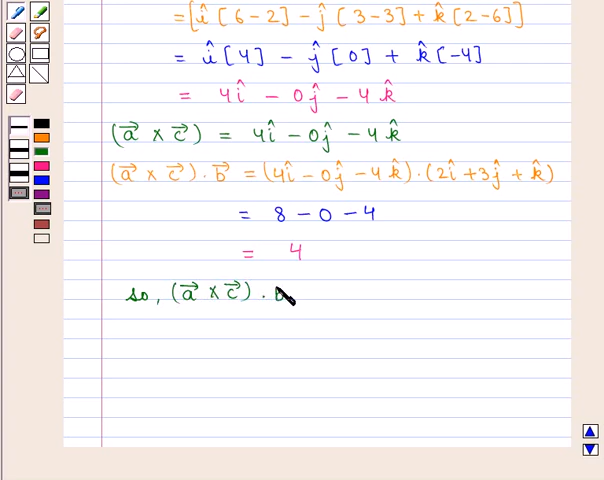 = [î [6 - 2] - ĵ [3 - 3] + k̂ [2 - 6]]
= î [4] - ĵ [0] + k̂ [-4]
= 4î - 0ĵ - 4k̂
(a⃗ × c⃗) = 4î - 0ĵ - 4k̂
(a⃗ × c⃗) · b⃗ = (4î - 0ĵ - 4k̂) · (2î + 3ĵ + k̂)
= 8 - 0 - 4
= 4
so, (a⃗ × c⃗) ·